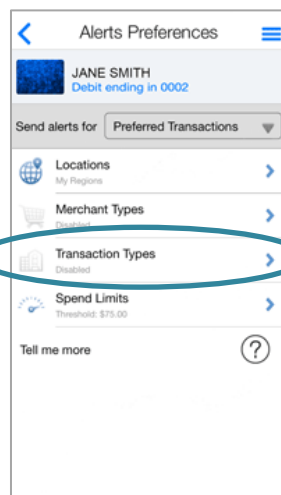 Alerts Preferences
JANE SMITH
Debit ending in 0002
Send alerts for Preferred Transactions
Locations
My Regions
Merchant Types
Disabled
Transaction Types
Disabled
Spend Limits
Threshold: $75.00
Tell me more ?